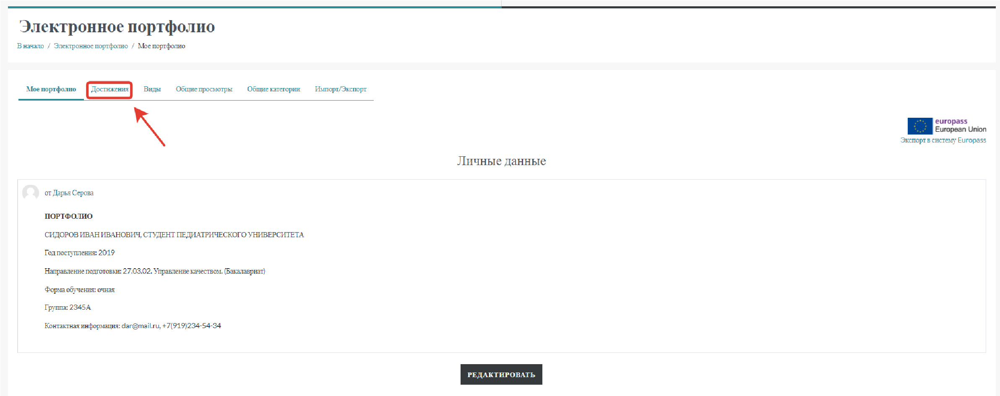 Электронное портфолио
В начало / Электронное портфолио / Мое портфолио
Мое портфолио Достижения Виды Общие просмотры Общие категории Импорт/Экспорт
europass
European Union
Экспорт в систему Europass
Личные данные
от Дарья Серова
ПОРТФОЛИО
СИДОРОВ ИВАН ИВАНОВИЧ, СТУДЕНТ ПЕДИАТРИЧЕСКОГО УНИВЕРСИТЕТА
Год поступления: 2019
Направление подготовки: 27.03.02. Управление качеством. (Бакалавриат)
Форма обучения: очная
Группа: 2345А
Контактная информация: dar@mail.ru, +7(919)234-54-34
РЕДАКТИРОВАТЬ